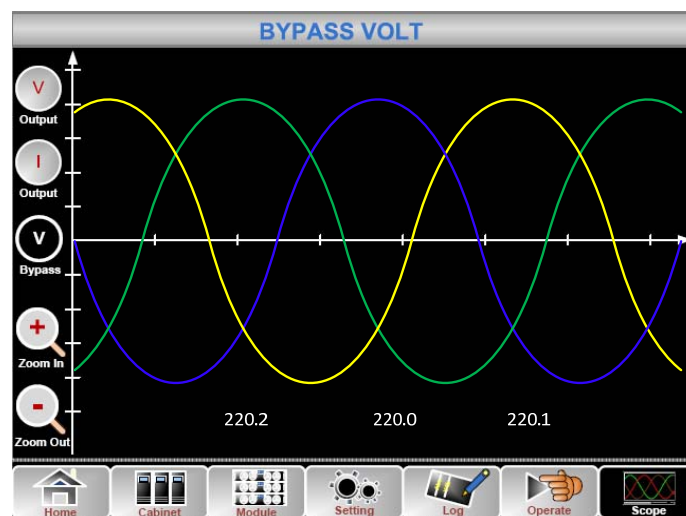 BYPASS VOLT
V
Output
I
Output
V
Bypass
+
Zoom In
-
Zoom Out
220.2 220.0 220.1
Home Cabinet Module Setting Log Operate Scope